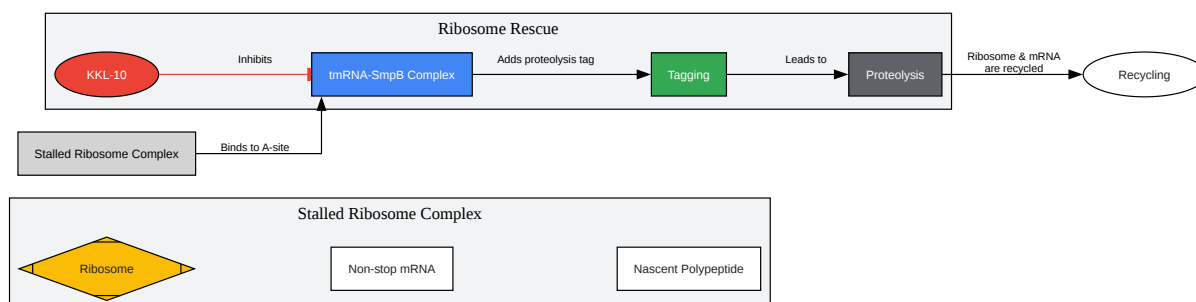 Ribosome Rescue
KKL-10
Inhibits
tmRNA-SmpB Complex
Adds proteolysis tag
Tagging
Leads to
Proteolysis
Ribosome & mRNA
are recycled
Recycling
Stalled Ribosome Complex
Binds to A-site
Stalled Ribosome Complex
Ribosome
Non-stop mRNA
Nascent Polypeptide